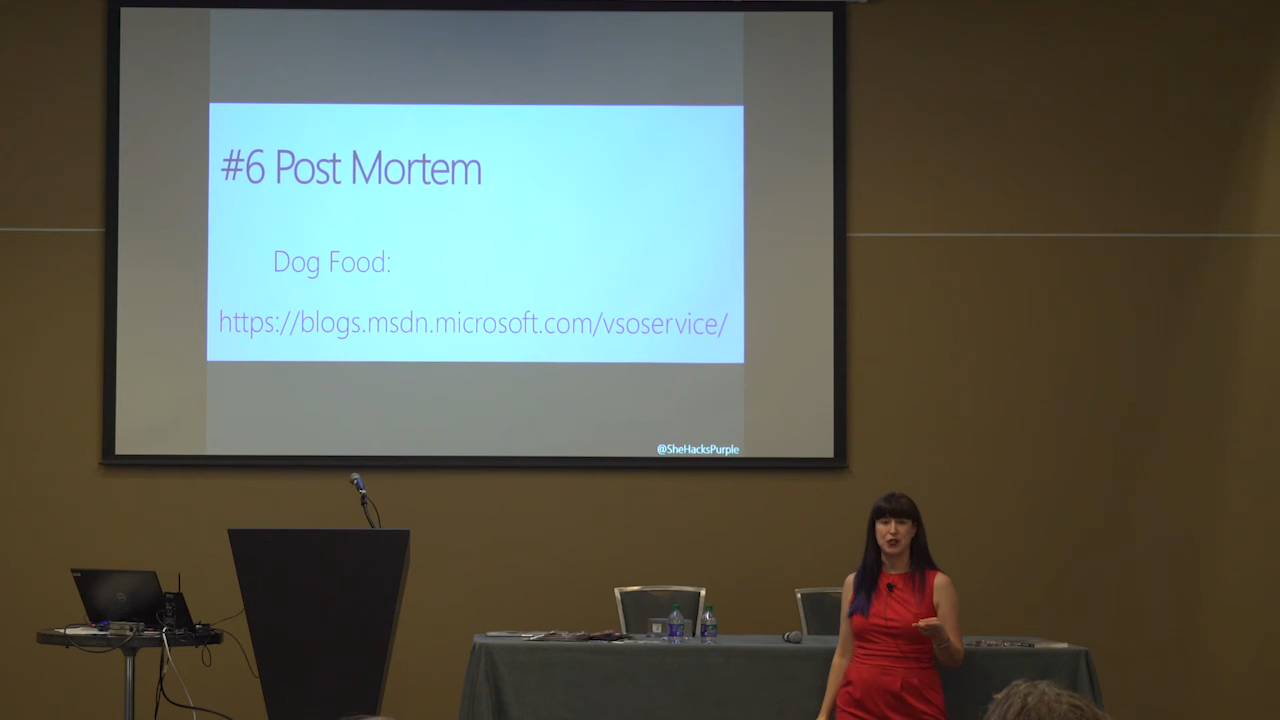 #6 Post Mortem
Dog Food:
https://blogs.msdn.microsoft.com/vsoservice/
@SheHacksPurple